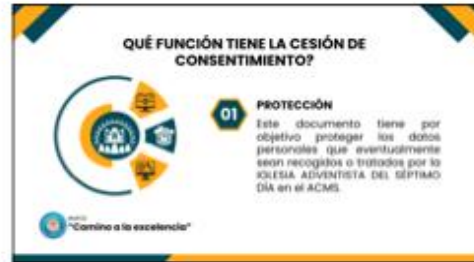 QUÉ FUNCIÓN TIENE LA CESIÓN DE
CONSENTIMIENTO?
01
PROTECCIÓN
Este documento tiene por
objetivo proteger los datos
personales que eventualmente
sean recogidos o tratados por la
IGLESIA ADVENTISTA DEL SÉPTIMO
DÍA en el ACMS.
"Camino a la excelencia"